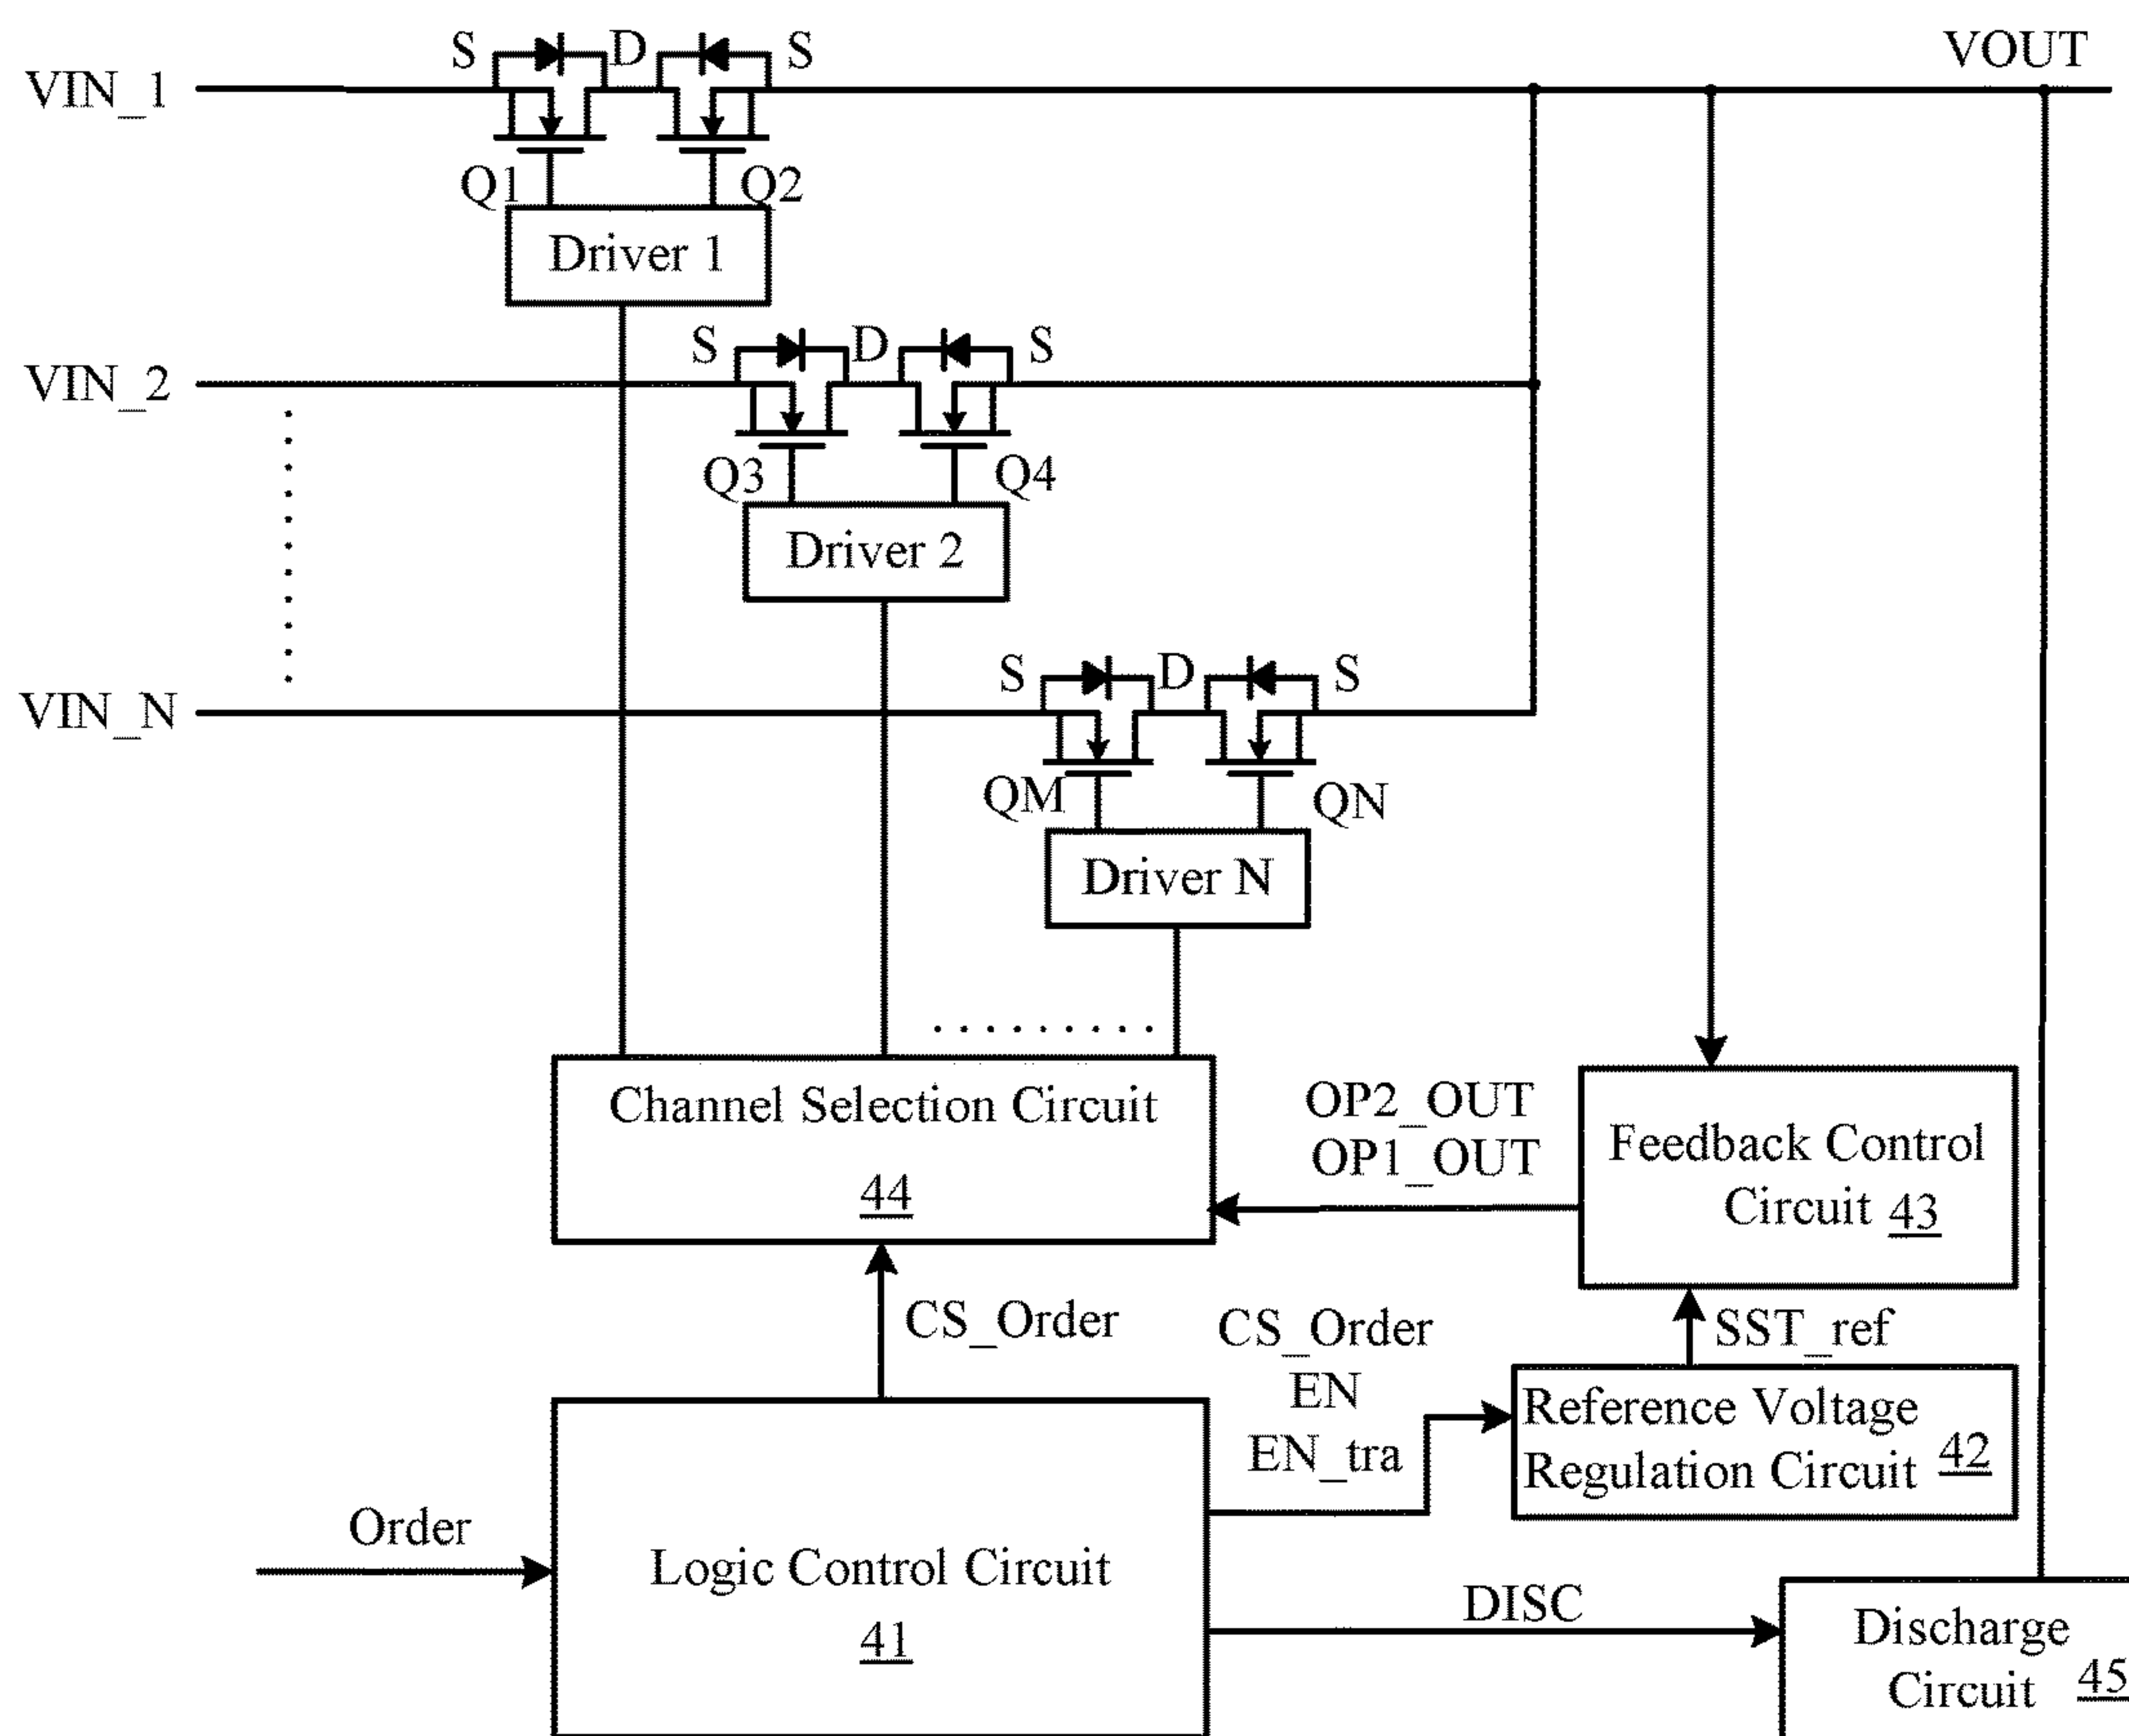 S D S VOUT
VIN_1
Q1 Q2
Driver 1
S D S
VIN_2
Q3 Q4
Driver 2
S D S
VIN_N
QM QN
Driver N
Channel Selection Circuit
44
OP2_OUT
OP1_OUT
Feedback Control
Circuit 43
CS_Order
CS_Order
EN
EN_tra
SST_ref
Reference Voltage
Regulation Circuit 42
Order
Logic Control Circuit
41
DISC
Discharge
Circuit 45